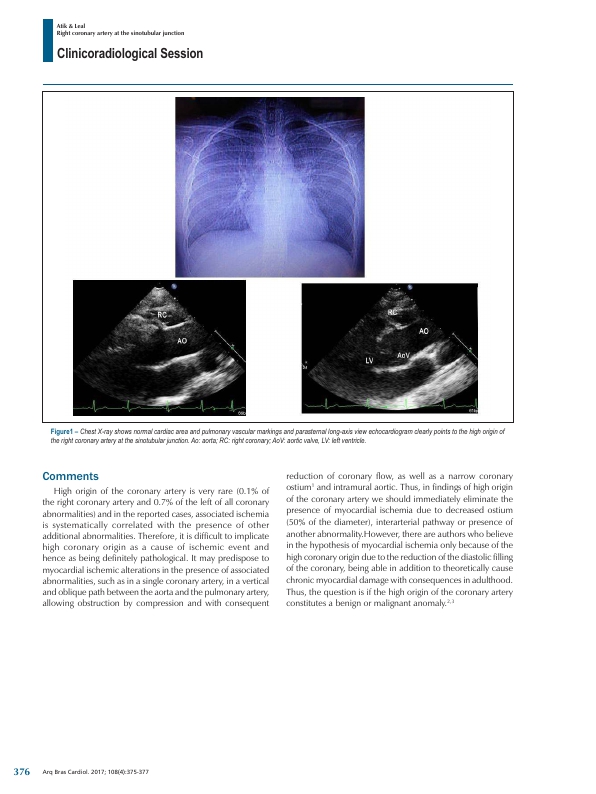 Atik & Leal
Right coronary artery at the sinotubular junction
Clinicoradiological Session
RC
AO
RC
AO
AoV
LV
Figure1 – Chest X-ray shows normal cardiac area and pulmonary vascular markings and parasternal long-axis view echocardiogram clearly points to the high origin of
the right coronary artery at the sinotubular junction. Ao: aorta; RC: right coronary: AoV: aortic valve, LV: left ventricle.
Comments
High origin of the coronary artery is very rare (0.1% of
the right coronary artery and 0.7% of the left of all coronary
abnormalities) and in the reported cases, associated ischemia
is systematically correlated with the presence of other
additional abnormalities. Therefore, it is difficult to implicate
high coronary origin as a cause of ischemic event and
hence as being definitely pathological. It may predispose to
myocardial ischemic alterations in the presence of associated
abnormalities, such as in a single coronary artery, in a vertical
and oblique path between the aorta and the pulmonary artery,
allowing obstruction by compression and with consequent
reduction of coronary flow, as well as a narrow coronary
ostium¹ and intramural aortic. Thus, in findings of high origin
of the coronary artery we should immediately eliminate the
presence of myocardial ischemia due to decreased ostium
(50% of the diameter), interarterial pathway or presence of
another abnormality.However, there are authors who believe
in the hypothesis of myocardial ischemia only because of the
high coronary origin due to the reduction of the diastolic filling
of the coronary, being able in addition to theoretically cause
chronic myocardial damage with consequences in adulthood.
Thus, the question is if the high origin of the coronary artery
constitutes a benign or malignant anomaly.²,³
376 Arq Bras Cardiol. 2017; 108(4):375-377